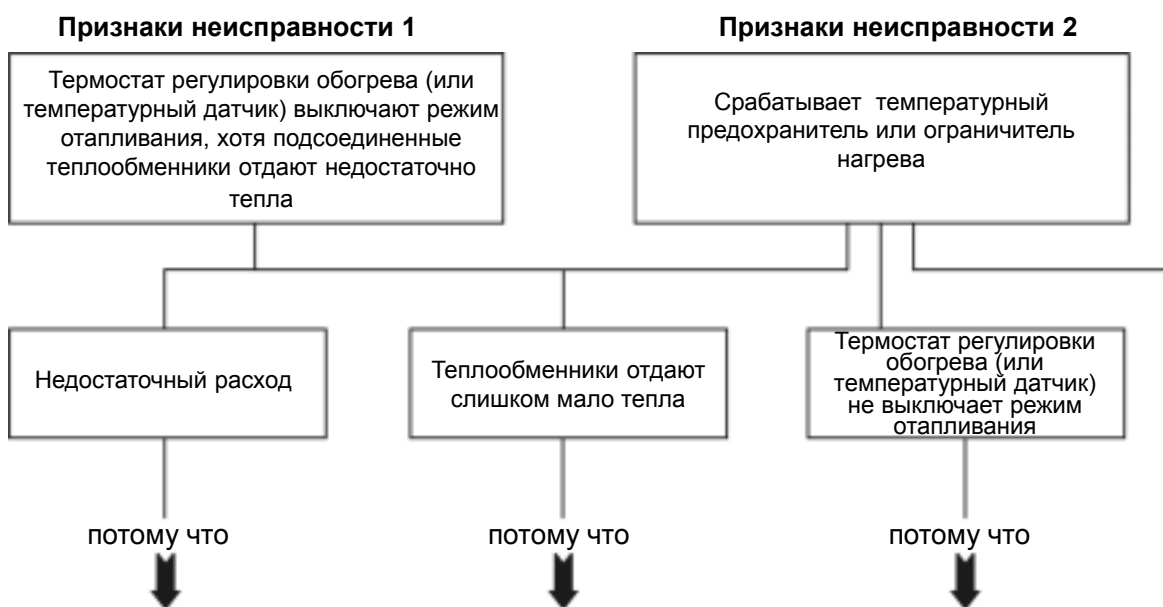 Признаки неисправности 1
Термостат регулировки обогрева (или
температурный датчик) выключают режим
отапливания, хотя подсоединенные
теплообменники отдают недостаточно
тепла
Признаки неисправности 2
Срабатывает температурный
предохранитель или ограничитель
нагрева
Недостаточный расход
Теплообменники отдают
слишком мало тепла
Термостат регулировки
обогрева (или
температурный датчик)
не выключает режим
отапливания
потому что
потому что
потому что